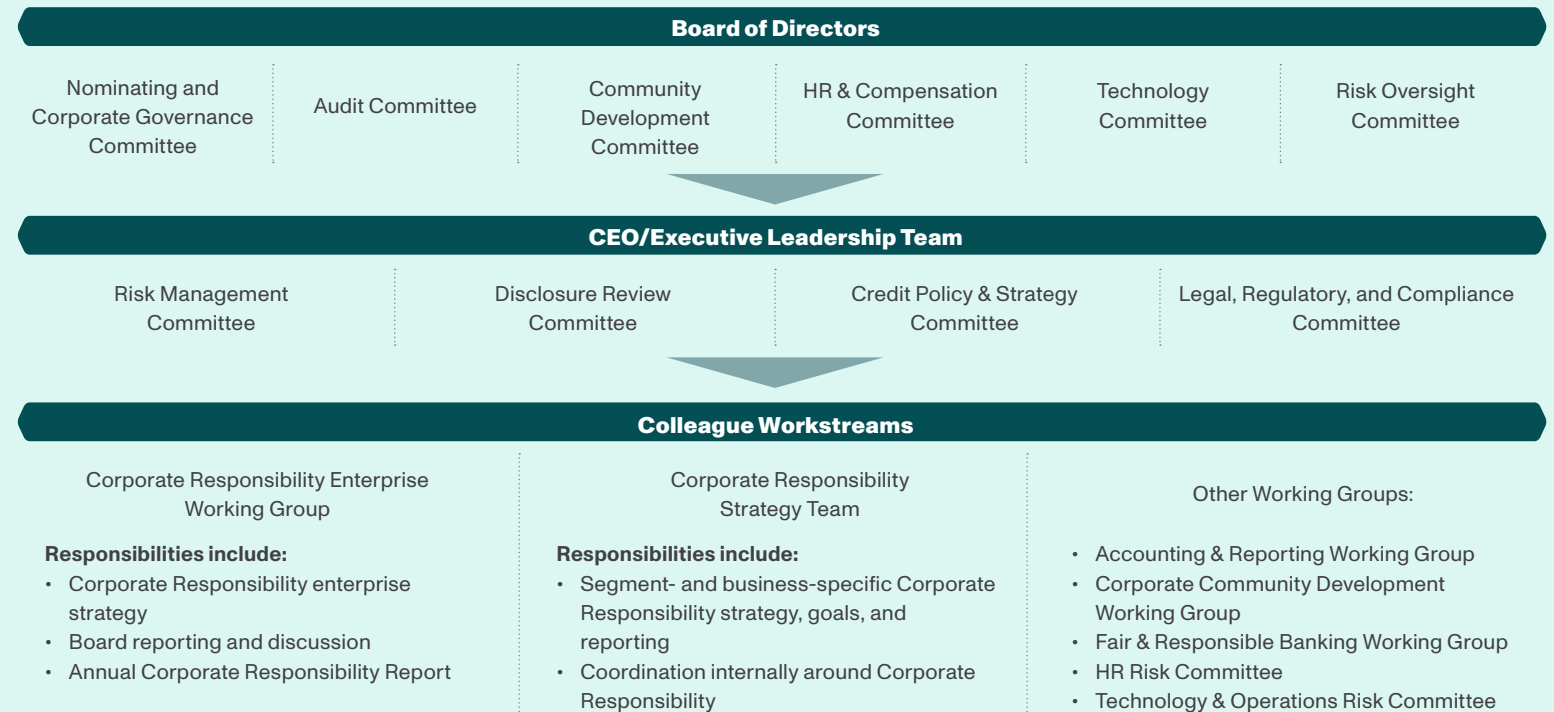 Board of Directors
Nominating and
Corporate Governance
Committee
Audit Committee
Community
Development
Committee
HR & Compensation
Committee
Technology
Committee
Risk Oversight
Committee
CEO/Executive Leadership Team
Risk Management
Committee
Disclosure Review
Committee
Credit Policy & Strategy
Committee
Legal, Regulatory, and Compliance
Committee
Colleague Workstreams
Corporate Responsibility Enterprise
Working Group
Responsibilities include:
• Corporate Responsibility enterprise
strategy
• Board reporting and discussion
• Annual Corporate Responsibility Report
Corporate Responsibility
Strategy Team
Responsibilities include:
• Segment- and business-specific Corporate
Responsibility strategy, goals, and
reporting
• Coordination internally around Corporate
Responsibility
Other Working Groups:
• Accounting & Reporting Working Group
• Corporate Community Development
Working Group
• Fair & Responsible Banking Working Group
• HR Risk Committee
• Technology & Operations Risk Committee